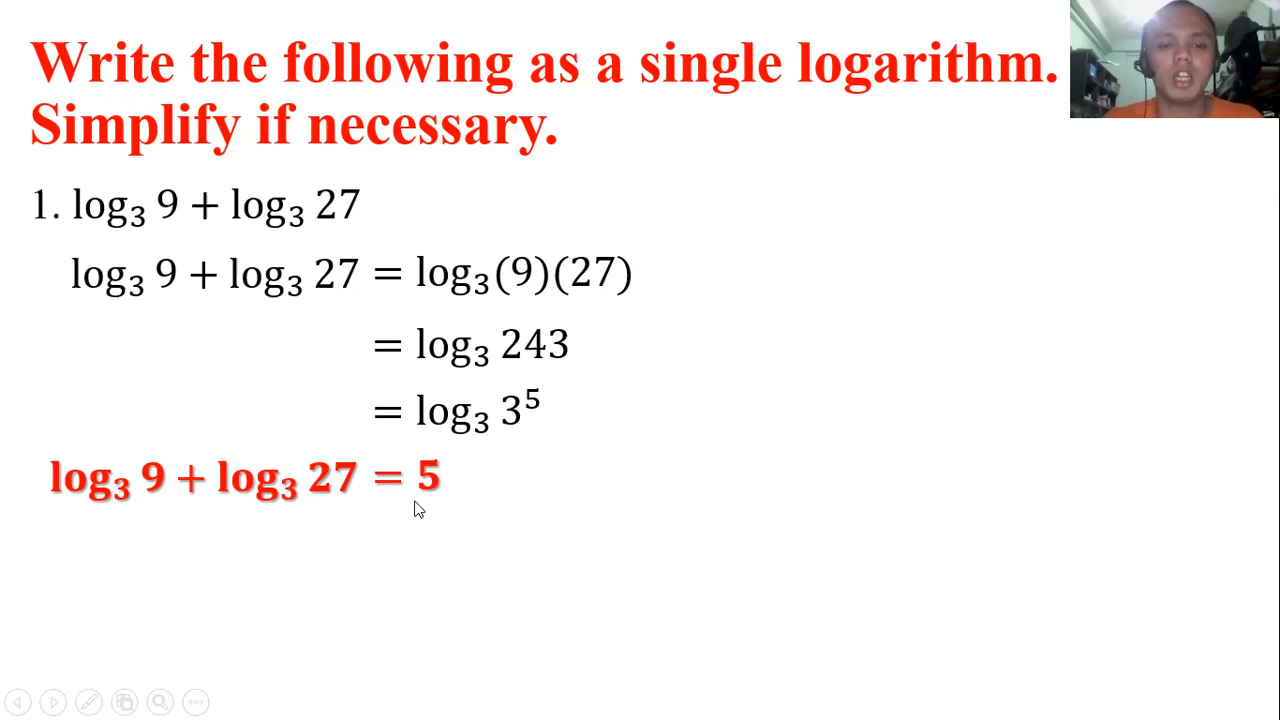 Write the following as a single logarithm.
Simplify if necessary.
1. log₃ 9 + log₃ 27
log₃ 9 + log₃ 27 = log₃(9)(27)
= log₃ 243
= log₃ 3⁵
log₃ 9 + log₃ 27 = 5